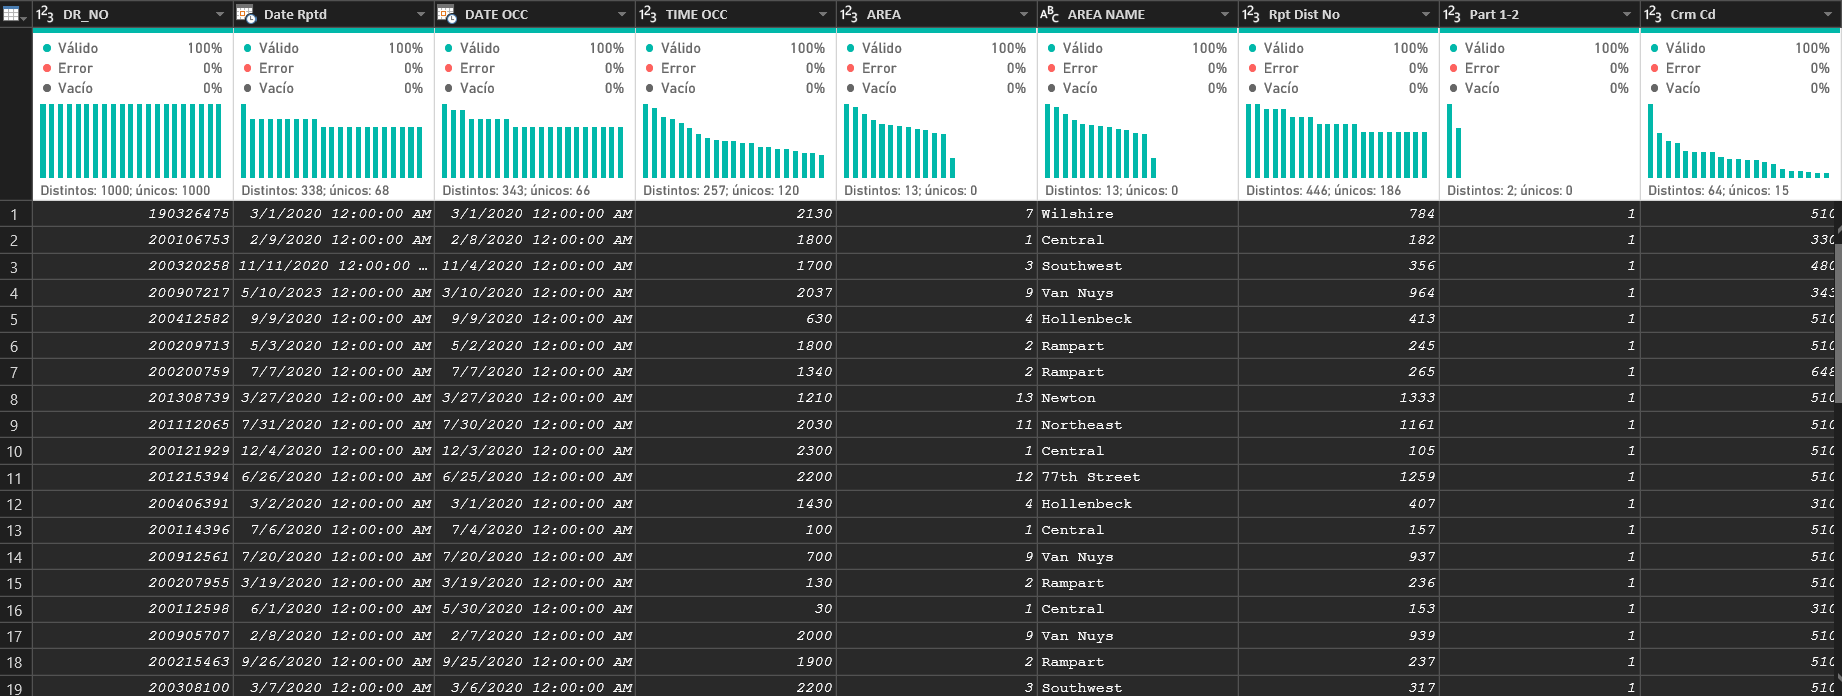 DR_NO Date Rptd DATE OCC TIME OCC AREA AREA NAME Rpt Dist No Part 1-2 Crm Cd
Válido 100% Válido 100% Válido 100% Válido 100% Válido 100% Válido 100% Válido 100% Válido 100% Válido 100%
Error 0% Error 0% Error 0% Error 0% Error 0% Error 0% Error 0% Error 0% Error 0%
Vacío 0% Vacío 0% Vacío 0% Vacío 0% Vacío 0% Vacío 0% Vacío 0% Vacío 0% Vacío 0%
Distintos: 1000; únicos: 1000 Distintos: 338; únicos: 68 Distintos: 343; únicos: 66 Distintos: 257; únicos: 120 Distintos: 13; únicos: 0 Distintos: 13; únicos: 0 Distintos: 446; únicos: 186 Distintos: 2; únicos: 0 Distintos: 64; únicos: 15
1 190326475 3/1/2020 12:00:00 AM 3/1/2020 12:00:00 AM 2130 7 Wilshire 784 1 510
2 200106753 2/9/2020 12:00:00 AM 2/8/2020 12:00:00 AM 1800 1 Central 182 1 330
3 200320258 11/11/2020 12:00:00 … 11/4/2020 12:00:00 AM 1700 3 Southwest 356 1 480
4 200907217 5/10/2023 12:00:00 AM 3/10/2020 12:00:00 AM 2037 9 Van Nuys 964 1 343
5 200412582 9/9/2020 12:00:00 AM 9/9/2020 12:00:00 AM 630 4 Hollenbeck 413 1 510
6 200209713 5/3/2020 12:00:00 AM 5/2/2020 12:00:00 AM 1800 2 Rampart 245 1 510
7 200200759 7/7/2020 12:00:00 AM 7/7/2020 12:00:00 AM 1340 2 Rampart 265 1 648
8 201308739 3/27/2020 12:00:00 AM 3/27/2020 12:00:00 AM 1210 13 Newton 1333 1 510
9 201112065 7/31/2020 12:00:00 AM 7/30/2020 12:00:00 AM 2030 11 Northeast 1161 1 510
10 200121929 12/4/2020 12:00:00 AM 12/3/2020 12:00:00 AM 2300 1 Central 105 1 510
11 201215394 6/26/2020 12:00:00 AM 6/25/2020 12:00:00 AM 2200 12 77th Street 1259 1 510
12 200406391 3/2/2020 12:00:00 AM 3/1/2020 12:00:00 AM 1430 4 Hollenbeck 407 1 310
13 200114396 7/6/2020 12:00:00 AM 7/4/2020 12:00:00 AM 100 1 Central 157 1 510
14 200912561 7/20/2020 12:00:00 AM 7/20/2020 12:00:00 AM 700 9 Van Nuys 937 1 510
15 200207955 3/19/2020 12:00:00 AM 3/19/2020 12:00:00 AM 130 2 Rampart 236 1 510
16 200112598 6/1/2020 12:00:00 AM 5/30/2020 12:00:00 AM 30 1 Central 153 1 310
17 200905707 2/8/2020 12:00:00 AM 2/7/2020 12:00:00 AM 2000 9 Van Nuys 939 1 510
18 200215463 9/26/2020 12:00:00 AM 9/25/2020 12:00:00 AM 1900 2 Rampart 237 1 510
19 200308100 3/7/2020 12:00:00 AM 3/6/2020 12:00:00 AM 2200 3 Southwest 317 1 510